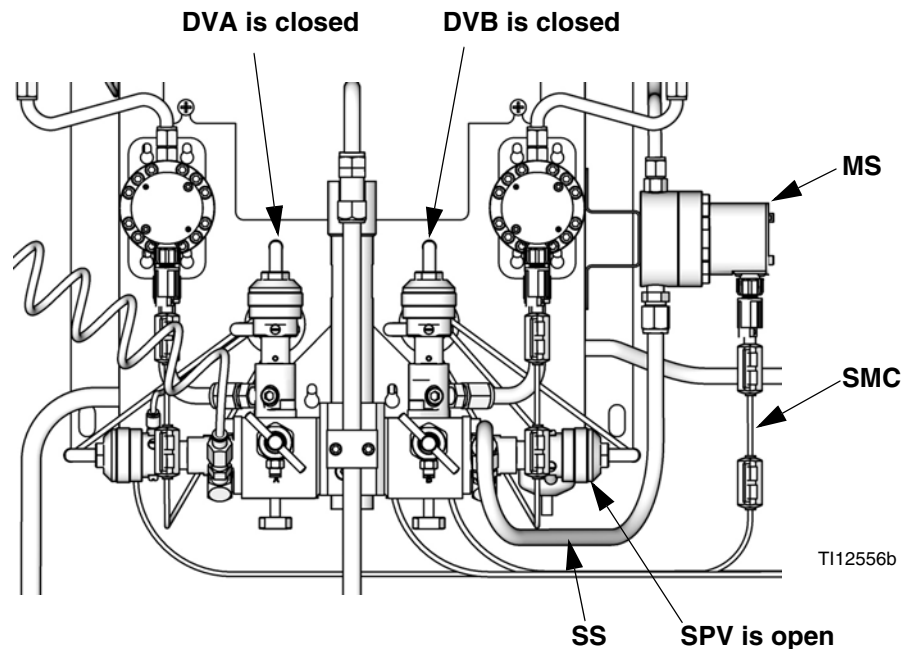 DVA is closed
DVB is closed
MS
SMC
TI12556b
SS
SPV is open